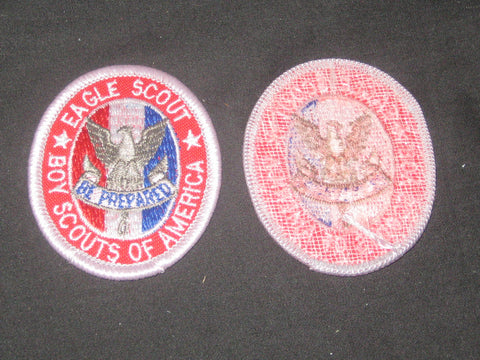 EAGLE SCOUT
BE PREPARED
BOY SCOUTS OF AMERICA